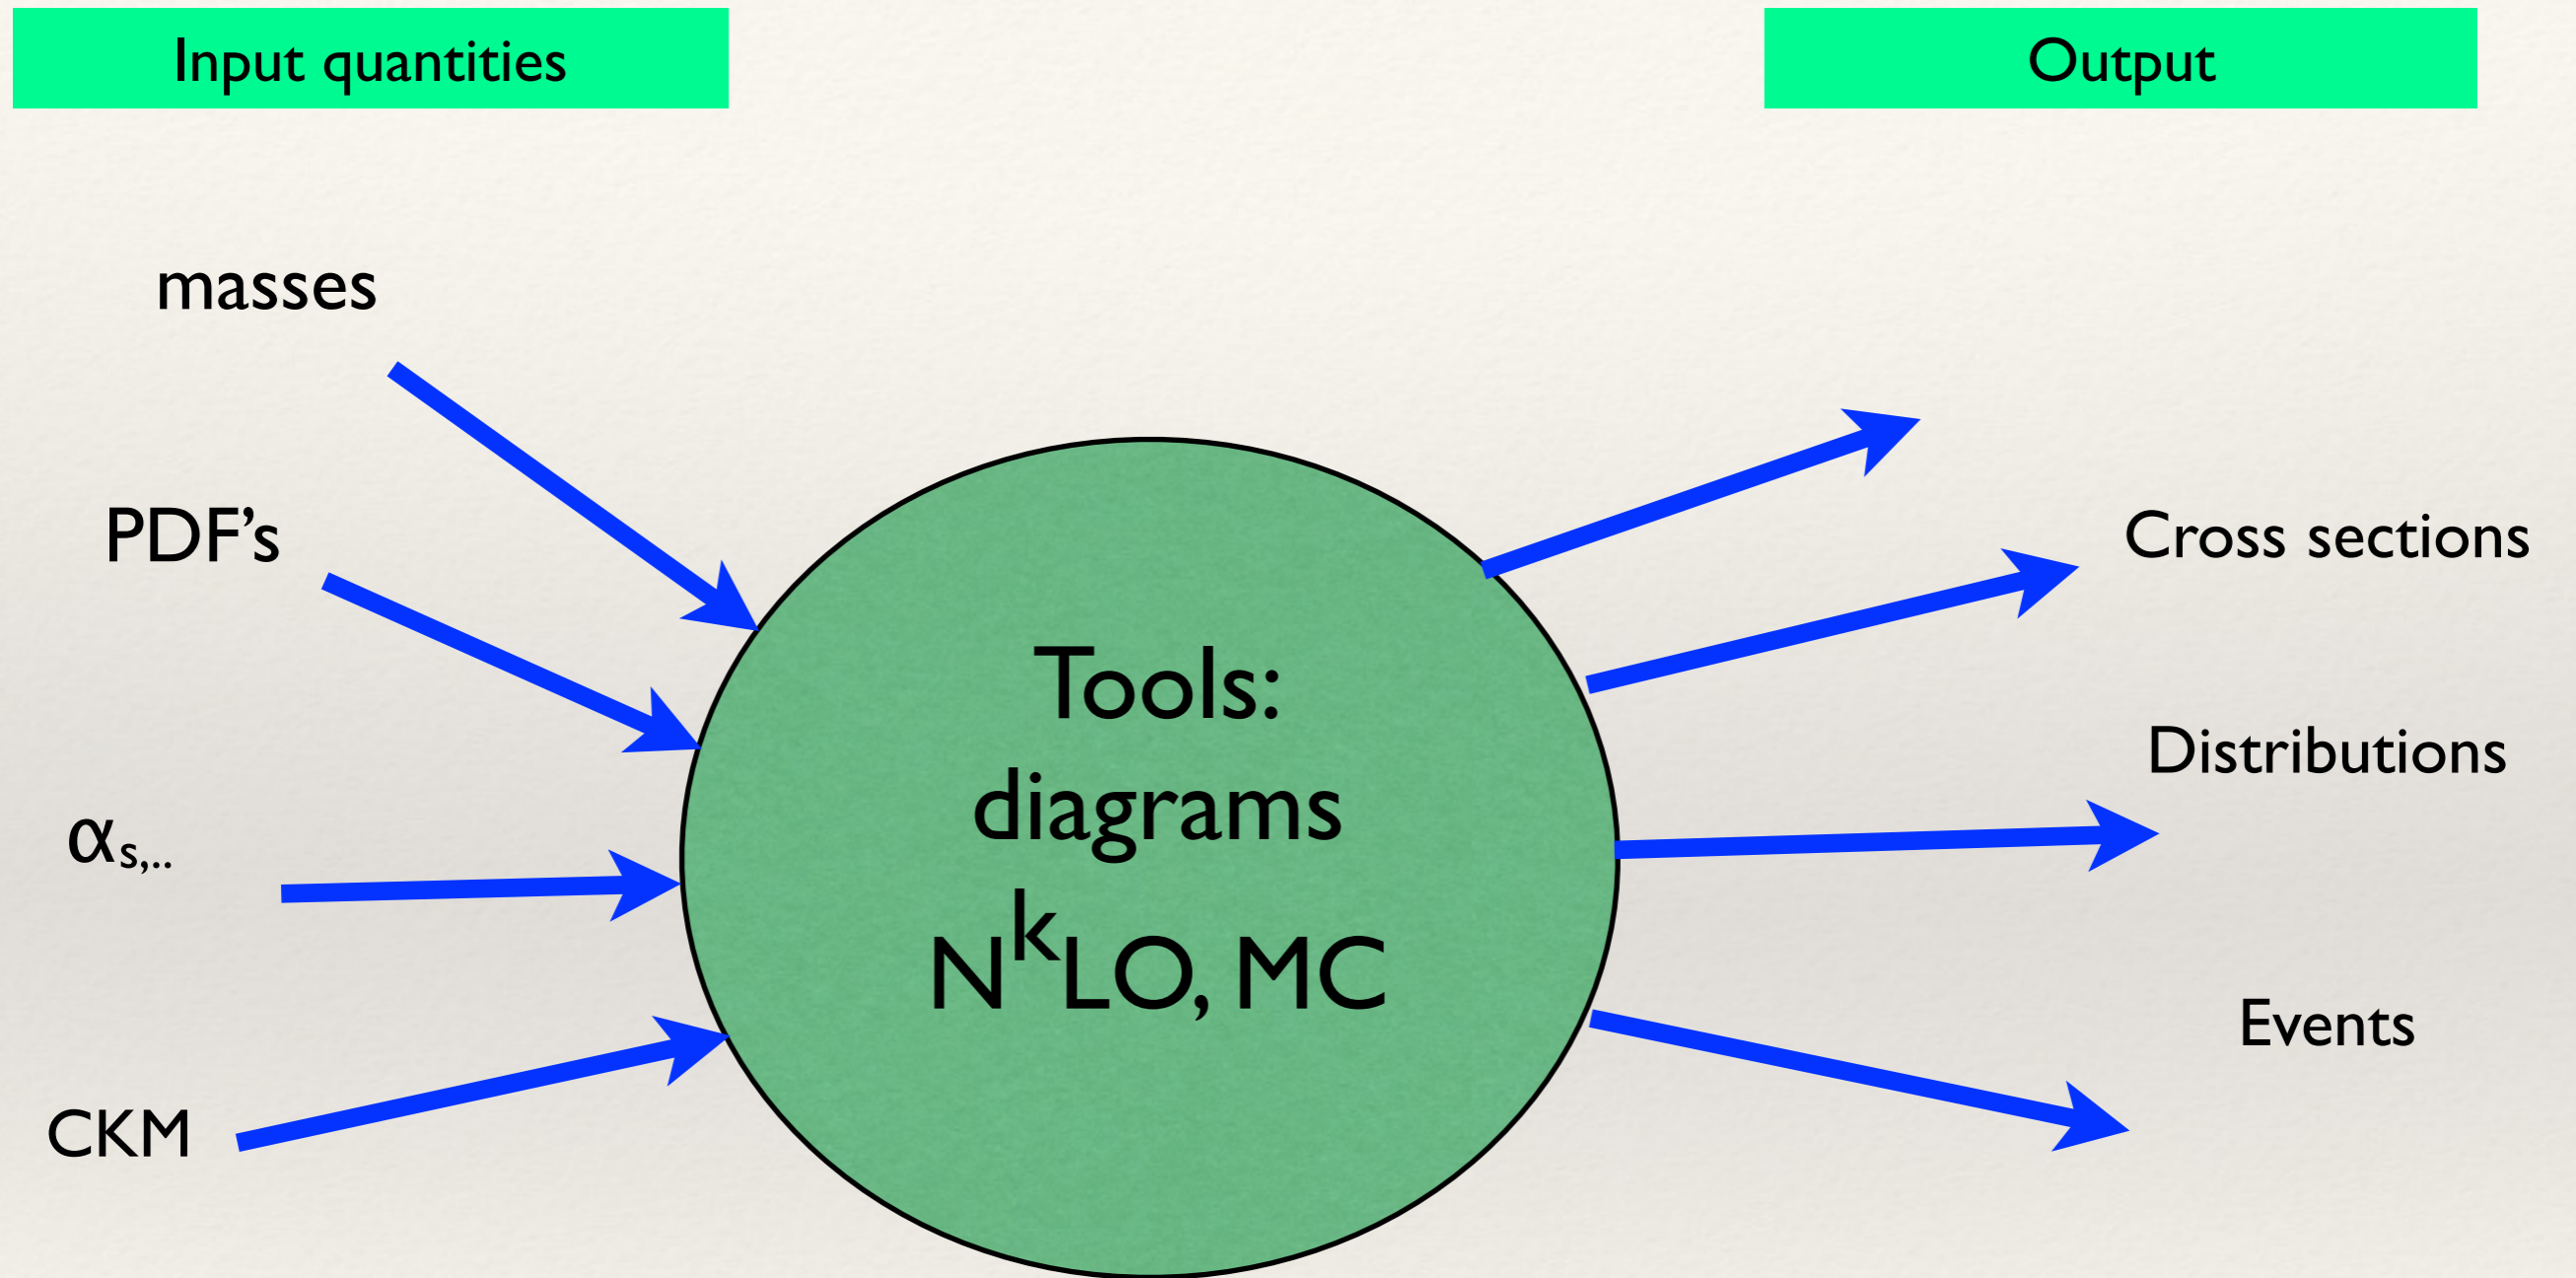 Input quantities
Output
masses
PDF’s
αs,..
CKM
Tools:
diagrams
NkLO, MC
Cross sections
Distributions
Events